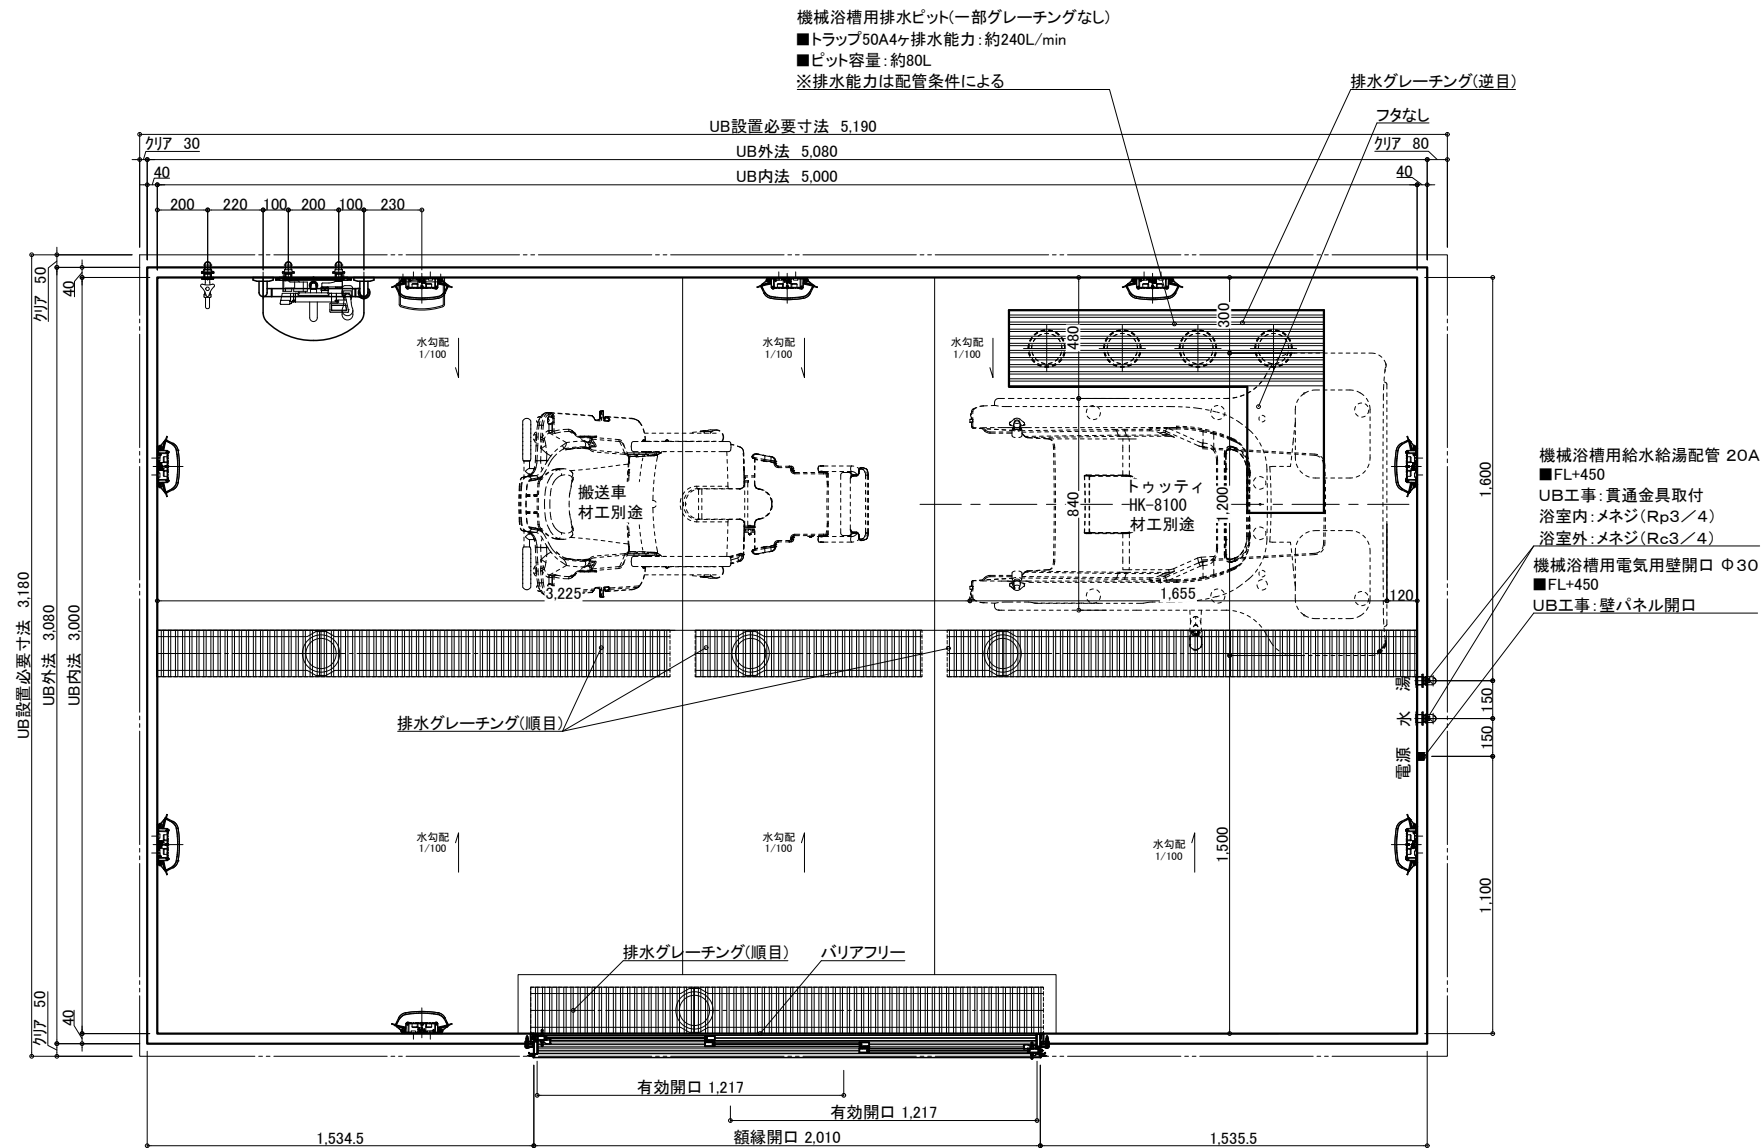 機械浴槽用排水ピット(一部グレーチングなし)
■トラップ50A4ヶ排水能力：約240L/min
■ピット容量：約80L
※排水能力は配管条件による
排水グレーチング(逆目)
フタなし
UB設置必要寸法 5,190
クリア 30
UB外法 5,080
クリア 80
40
UB内法 5,000
40
200
220
100
200
100
230
クリア 50
40
UB設置必要寸法 3,180
UB外法 3,080
UB内法 3,000
40
クリア 50
水勾配
1/100
水勾配
1/100
水勾配
1/100
480
300
搬送車
材工別途
840
トゥッティ
HK-8100
材工別途
1,200
3,225
1,655
120
1,600
機械浴槽用給水給湯配管 20A
■FL+450
UB工事：貫通金具取付
浴室内：メネジ(Rp3／4)
浴室外：メネジ(Rc3／4)
機械浴槽用電気用壁開口 Φ30
■FL+450
UB工事：壁パネル開口
湯
150
水
150
電源
排水グレーチング(順目)
水勾配
1/100
水勾配
1/100
水勾配
1/100
1,500
1,100
排水グレーチング(順目)
バリアフリー
有効開口 1,217
有効開口 1,217
1,534.5
額縁開口 2,010
1,535.5